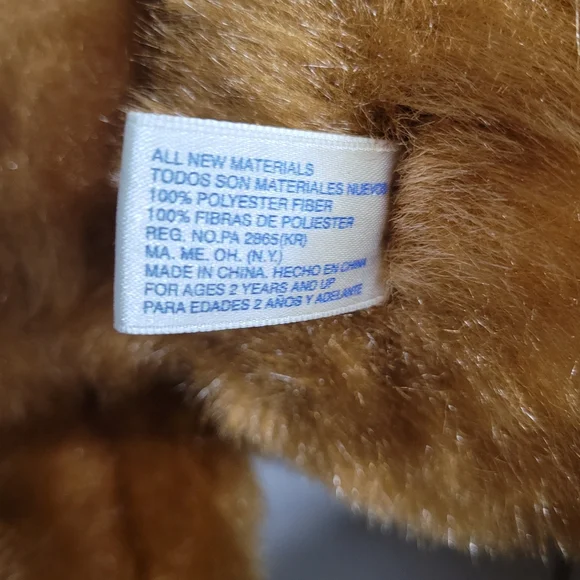 ALL NEW MATERIALS
TODOS SON MATERIALES NUEVOS
100% POLYESTER FIBER
100% FIBRAS DE POLIESTER
REG. NO.PA 2865(KR)
MA. ME. OH. (N.Y.)
MADE IN CHINA. HECHO EN CHINA
FOR AGES 2 YEARS AND UP
PARA EDADES 2 AÑOS Y ADELANTE